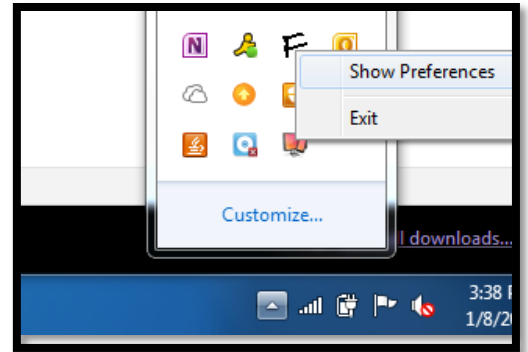 Show Preferences
Exit
Customize...
l downloads...
3:38
1/8/2